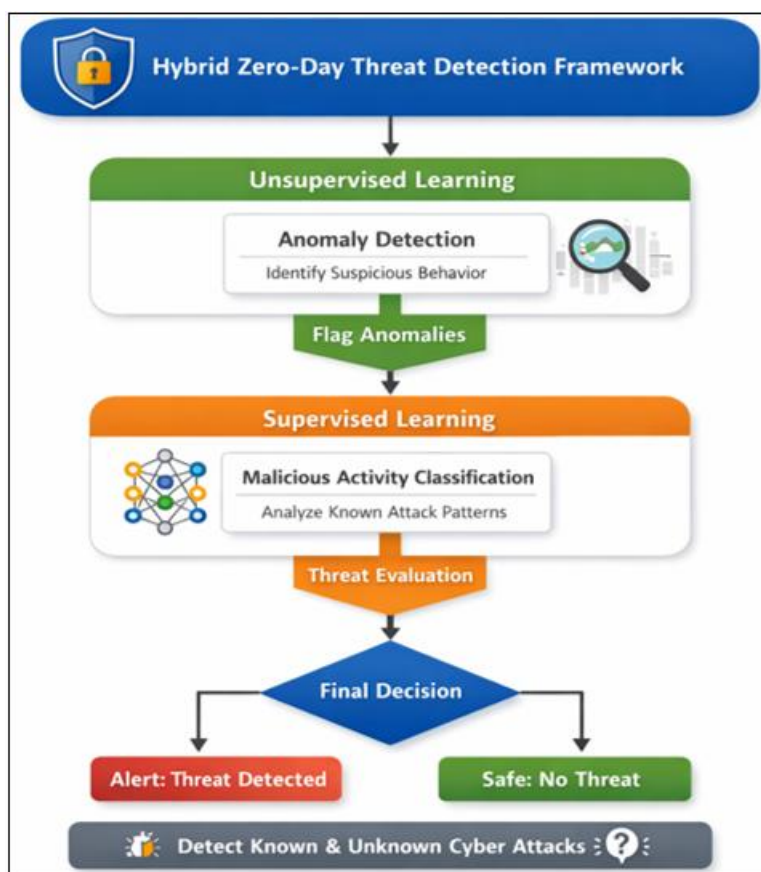 Hybrid Zero-Day Threat Detection Framework
Unsupervised Learning
Anomaly Detection
Identify Suspicious Behavior
Flag Anomalies
Supervised Learning
Malicious Activity Classification
Analyze Known Attack Patterns
Threat Evaluation
Final Decision
Alert: Threat Detected
Safe: No Threat
Detect Known & Unknown Cyber Attacks
?